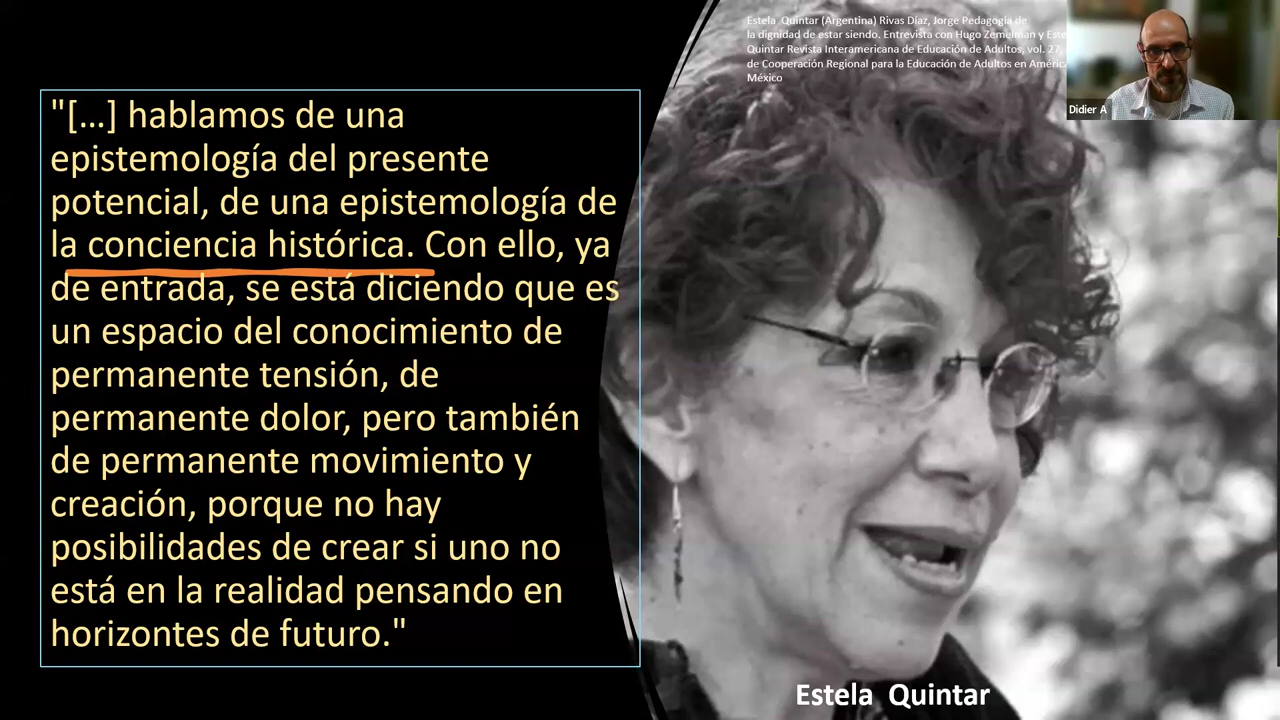 Estela Quintar (Argentina) Rivas Díaz, Jorge Pedagogía de
la dignidad de estar siendo. Entrevista con Hugo Zemelman y Este
Quintar Revista Interamericana de Educación de Adultos, vol. 27,
de Cooperación Regional para la Educación de Adultos en Améric
México
Didier A
"[...] hablamos de una
epistemología del presente
potencial, de una epistemología de
la conciencia histórica. Con ello, ya
de entrada, se está diciendo que es
un espacio del conocimiento de
permanente tensión, de
permanente dolor, pero también
de permanente movimiento y
creación, porque no hay
posibilidades de crear si uno no
está en la realidad pensando en
horizontes de futuro."
Estela Quintar